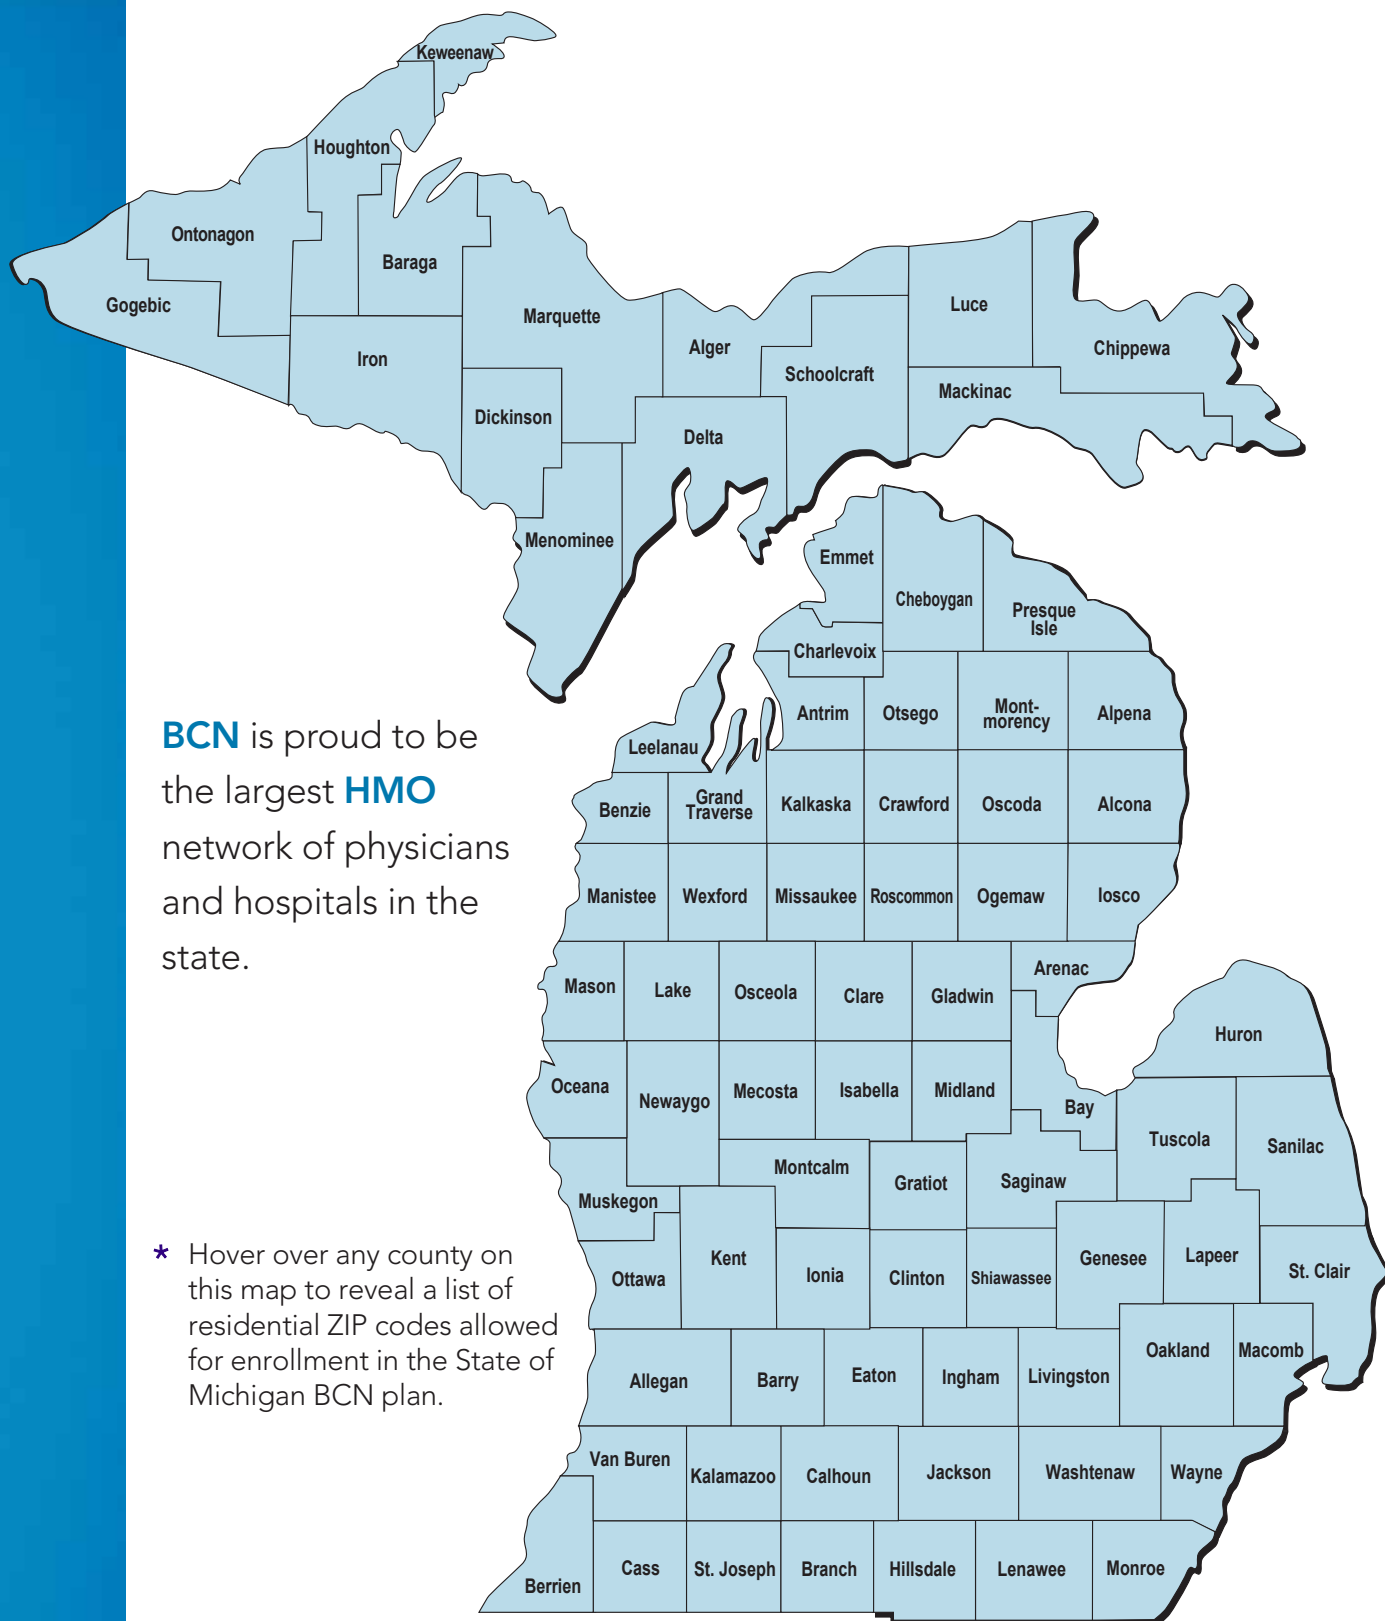 Keweenaw
Houghton
Ontonagon
Baraga
Gogebic
Iron
Marquette
Dickinson
Menominee
Alger
Delta
Schoolcraft
Luce
Mackinac
Chippewa
Emmet
Cheboygan
Presque
Isle
Charlevoix
Antrim
Otsego
Mont-
morency
Alpena
Leelanau
Benzie
Grand
Traverse
Kalkaska
Crawford
Oscoda
Alcona
Manistee
Wexford
Missaukee
Roscommon
Ogemaw
Iosco
Mason
Lake
Osceola
Clare
Gladwin
Arenac
Huron
Oceana
Newaygo
Mecosta
Isabella
Midland
Bay
Tuscola
Sanilac
Muskegon
Montcalm
Gratiot
Saginaw
Ottawa
Kent
Ionia
Clinton
Shiawassee
Genesee
Lapeer
St. Clair
Allegan
Barry
Eaton
Ingham
Livingston
Oakland
Macomb
Van Buren
Kalamazoo
Calhoun
Jackson
Washtenaw
Wayne
Berrien
Cass
St. Joseph
Branch
Hillsdale
Lenawee
Monroe
BCN is proud to be
the largest HMO
network of physicians
and hospitals in the
state.
* Hover over any county on
this map to reveal a list of
residential ZIP codes allowed
for enrollment in the State of
Michigan BCN plan.